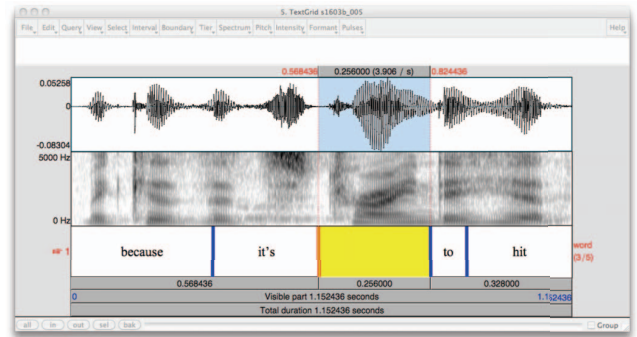 5. TextGrid s1603b_005
File Edit Query View Select Interval Boundary Tier Spectrum Pitch Intensity Formant Pulses Help
0.568436 0.256000 (3.906 / s) 0.824436
0.05258
0
-0.08304
5000 Hz
0 Hz
1 because it's to hit word
(3/5)
0.568436 0.256000 0.328000
0 Visible part 1.152436 seconds 1.152436
Total duration 1.152436 seconds
all in out sel bak Group